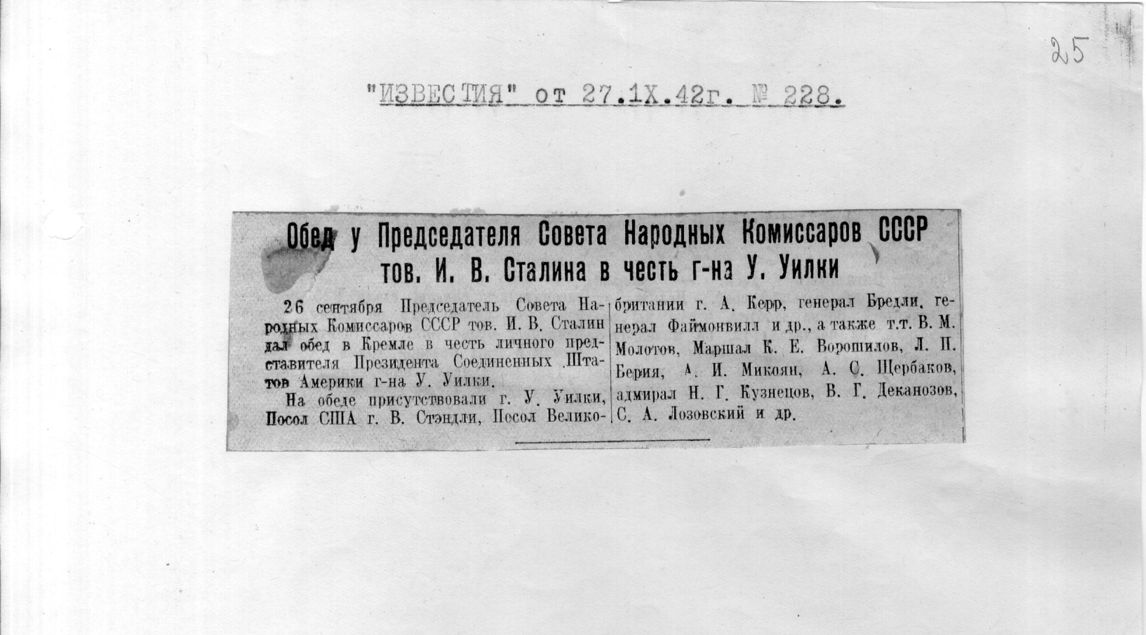 25
"ИЗВЕСТИЯ" от 27.1Х.42г. № 228.
Обед у Председателя Совета Народных Комиссаров СССР
тов. И. В. Сталина в честь г-на У. Уилки
26 сентября Председатель Совета На-
родных Комиссаров СССР тов. И. В. Сталин
дал обед в Кремле в честь личного пред-
ставителя Президента Соединенных Шта-
тов Америки г-на У. Уилки.
На обеде присутствовали г. У. Уилки,
Посол США г. В. Стэндли, Посол Велико-
британии г. А. Керр, генерал Бредли, ге-
нерал Файмонвилл и др., а также т.т. В. М.
Молотов, Маршал К. Е. Ворошилов, Л. П.
Берия, А. И. Микоян, А. С. Щербаков,
адмирал Н. Г. Кузнецов, В. Г. Деканозов,
С. А. Лозовский и др.